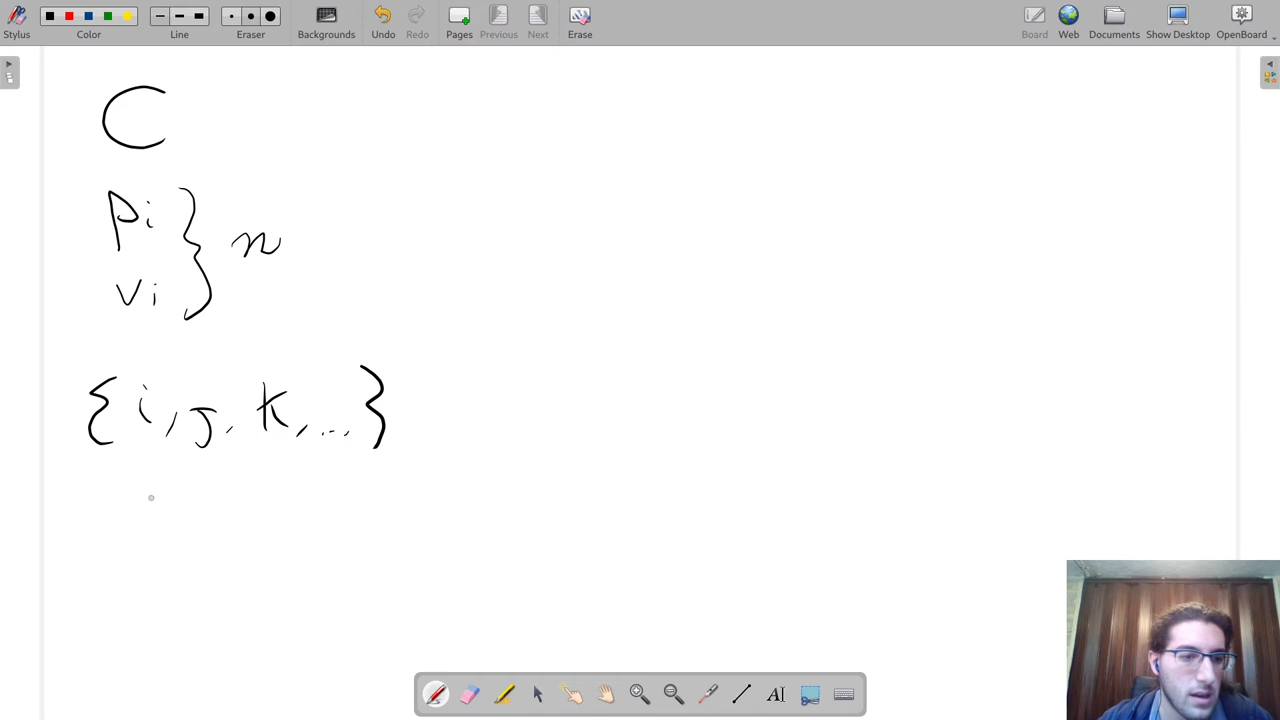 Stylus Color Line Eraser Backgrounds Undo Redo Pages Previous Next Erase Board Web Documents Show Desktop OpenBoard
C
pi
vi } n
{ i, j, k, ... }
A